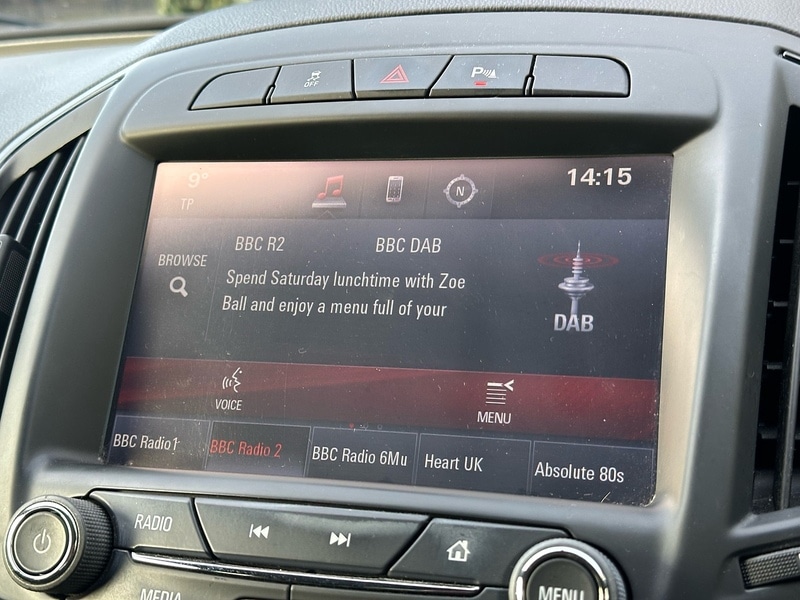 OFF
P
9°
TP
N
14:15
BBC R2
BBC DAB
BROWSE
Spend Saturday lunchtime with Zoe
Ball and enjoy a menu full of your
DAB
VOICE
MENU
BBC Radio1
BBC Radio 2
BBC Radio 6Mu
Heart UK
Absolute 80s
RADIO
MEDIA
MENU